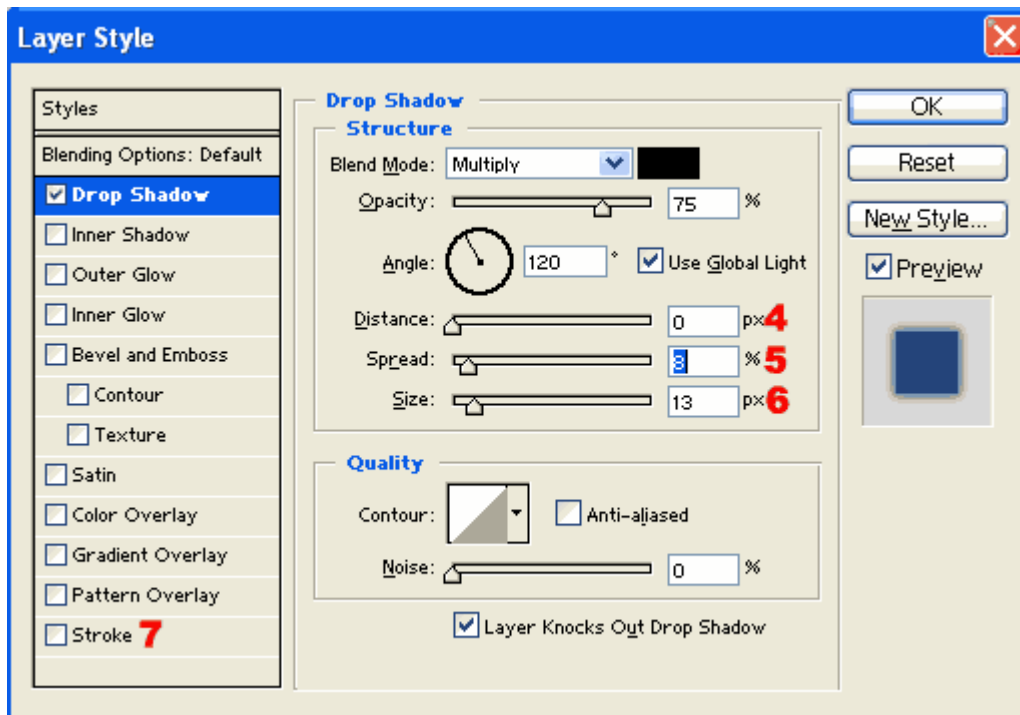 Layer Style
Styles
Blending Options: Default
Drop Shadow
Inner Shadow
Outer Glow
Inner Glow
Bevel and Emboss
Contour
Texture
Satin
Color Overlay
Gradient Overlay
Pattern Overlay
Stroke 7
Drop Shadow
Structure
Blend Mode: Multiply
Opacity: 75 %
Angle: 120 ° Use Global Light
Distance: 0 px 4
Spread: 8 % 5
Size: 13 px 6
Quality
Contour: Anti-aliased
Noise: 0 %
Layer Knocks Out Drop Shadow
OK
Reset
New Style...
Preview